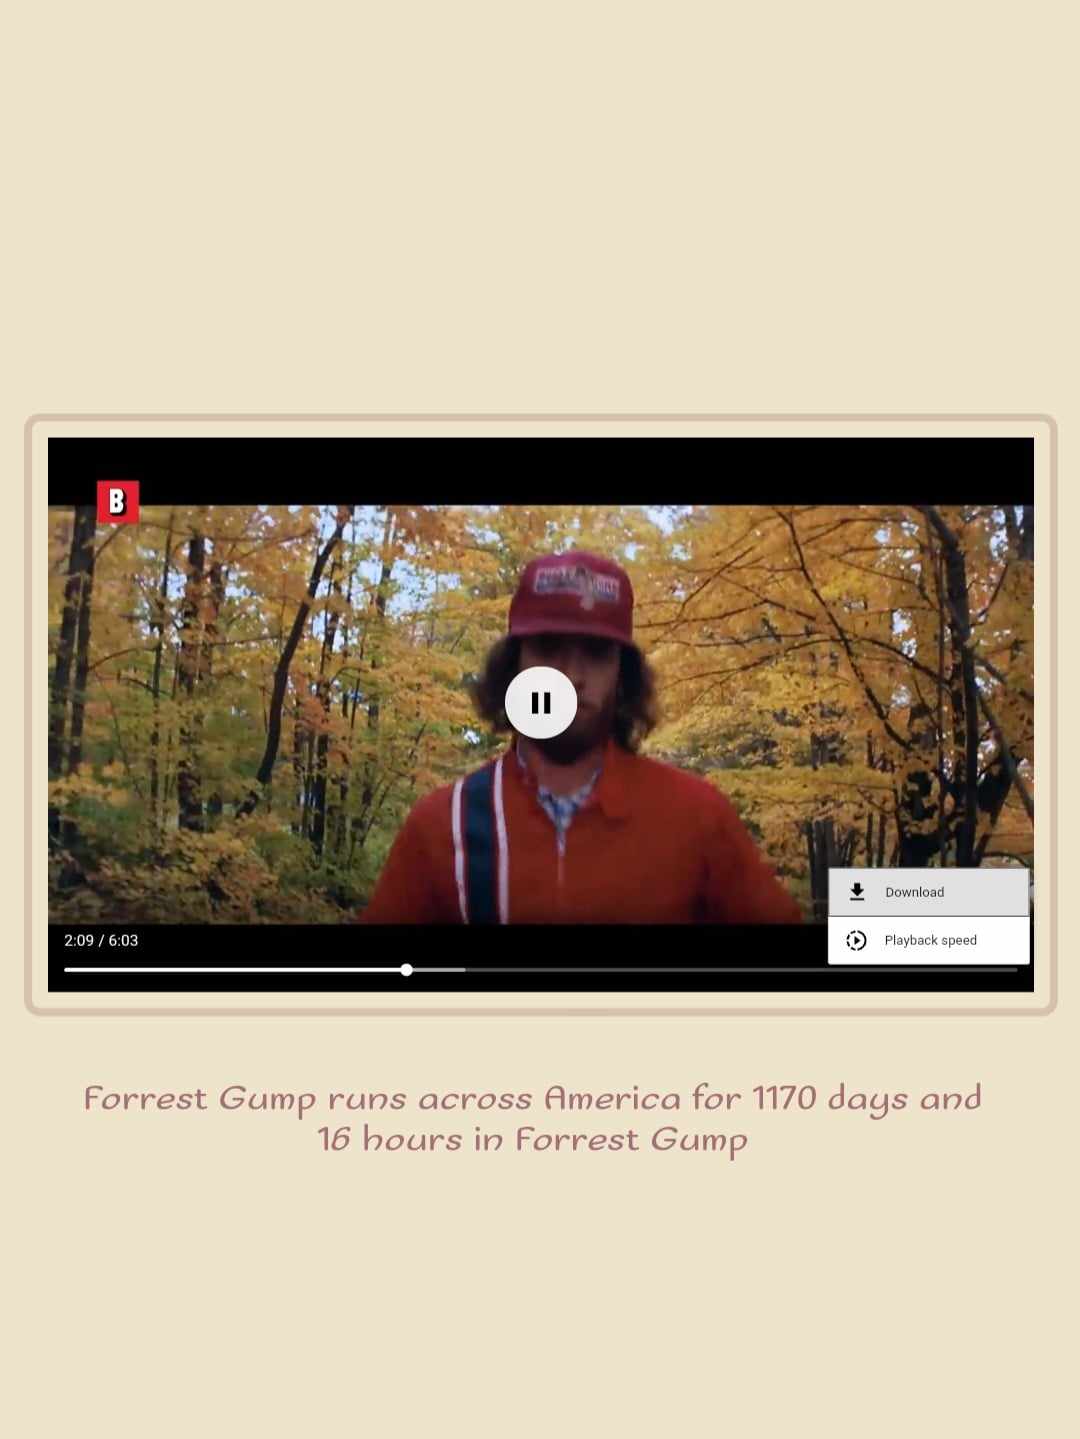 B
2:09 / 6:03
Download
Playback speed
Forrest Gump runs across America for 1170 days and
16 hours in Forrest Gump